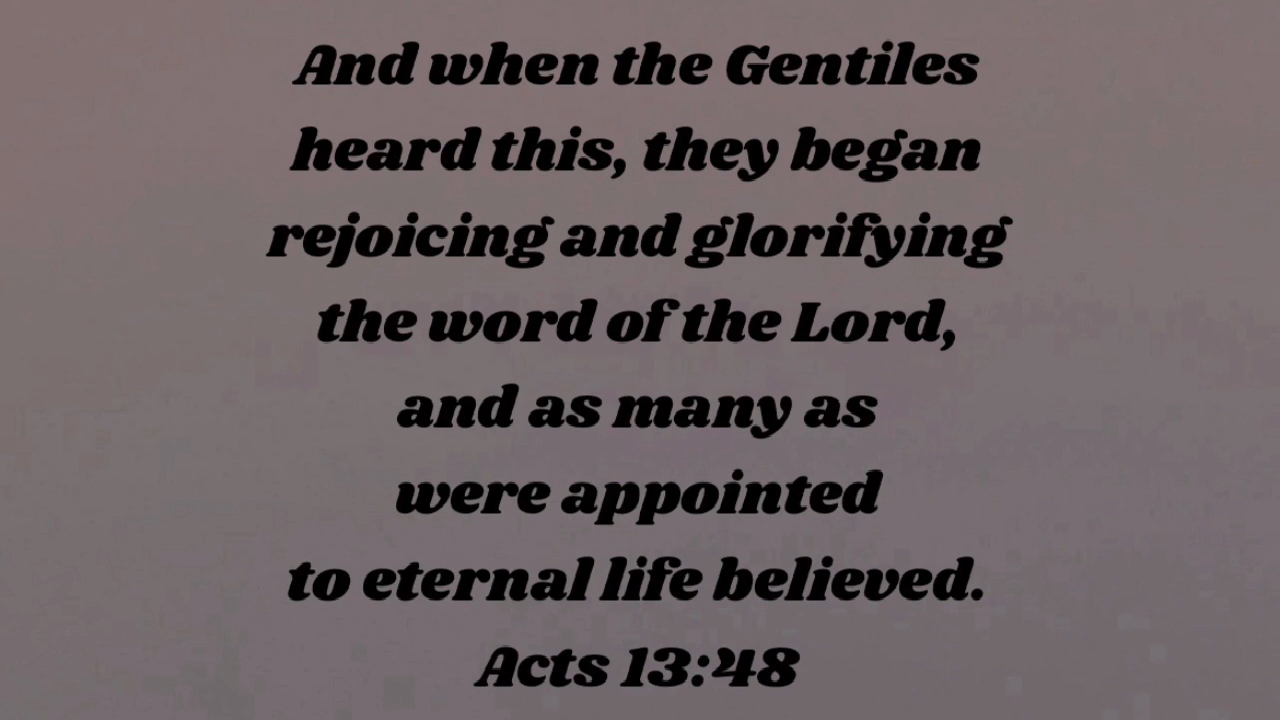 And when the Gentiles
heard this, they began
rejoicing and glorifying
the word of the Lord,
and as many as
were appointed
to eternal life believed.
Acts 13:48